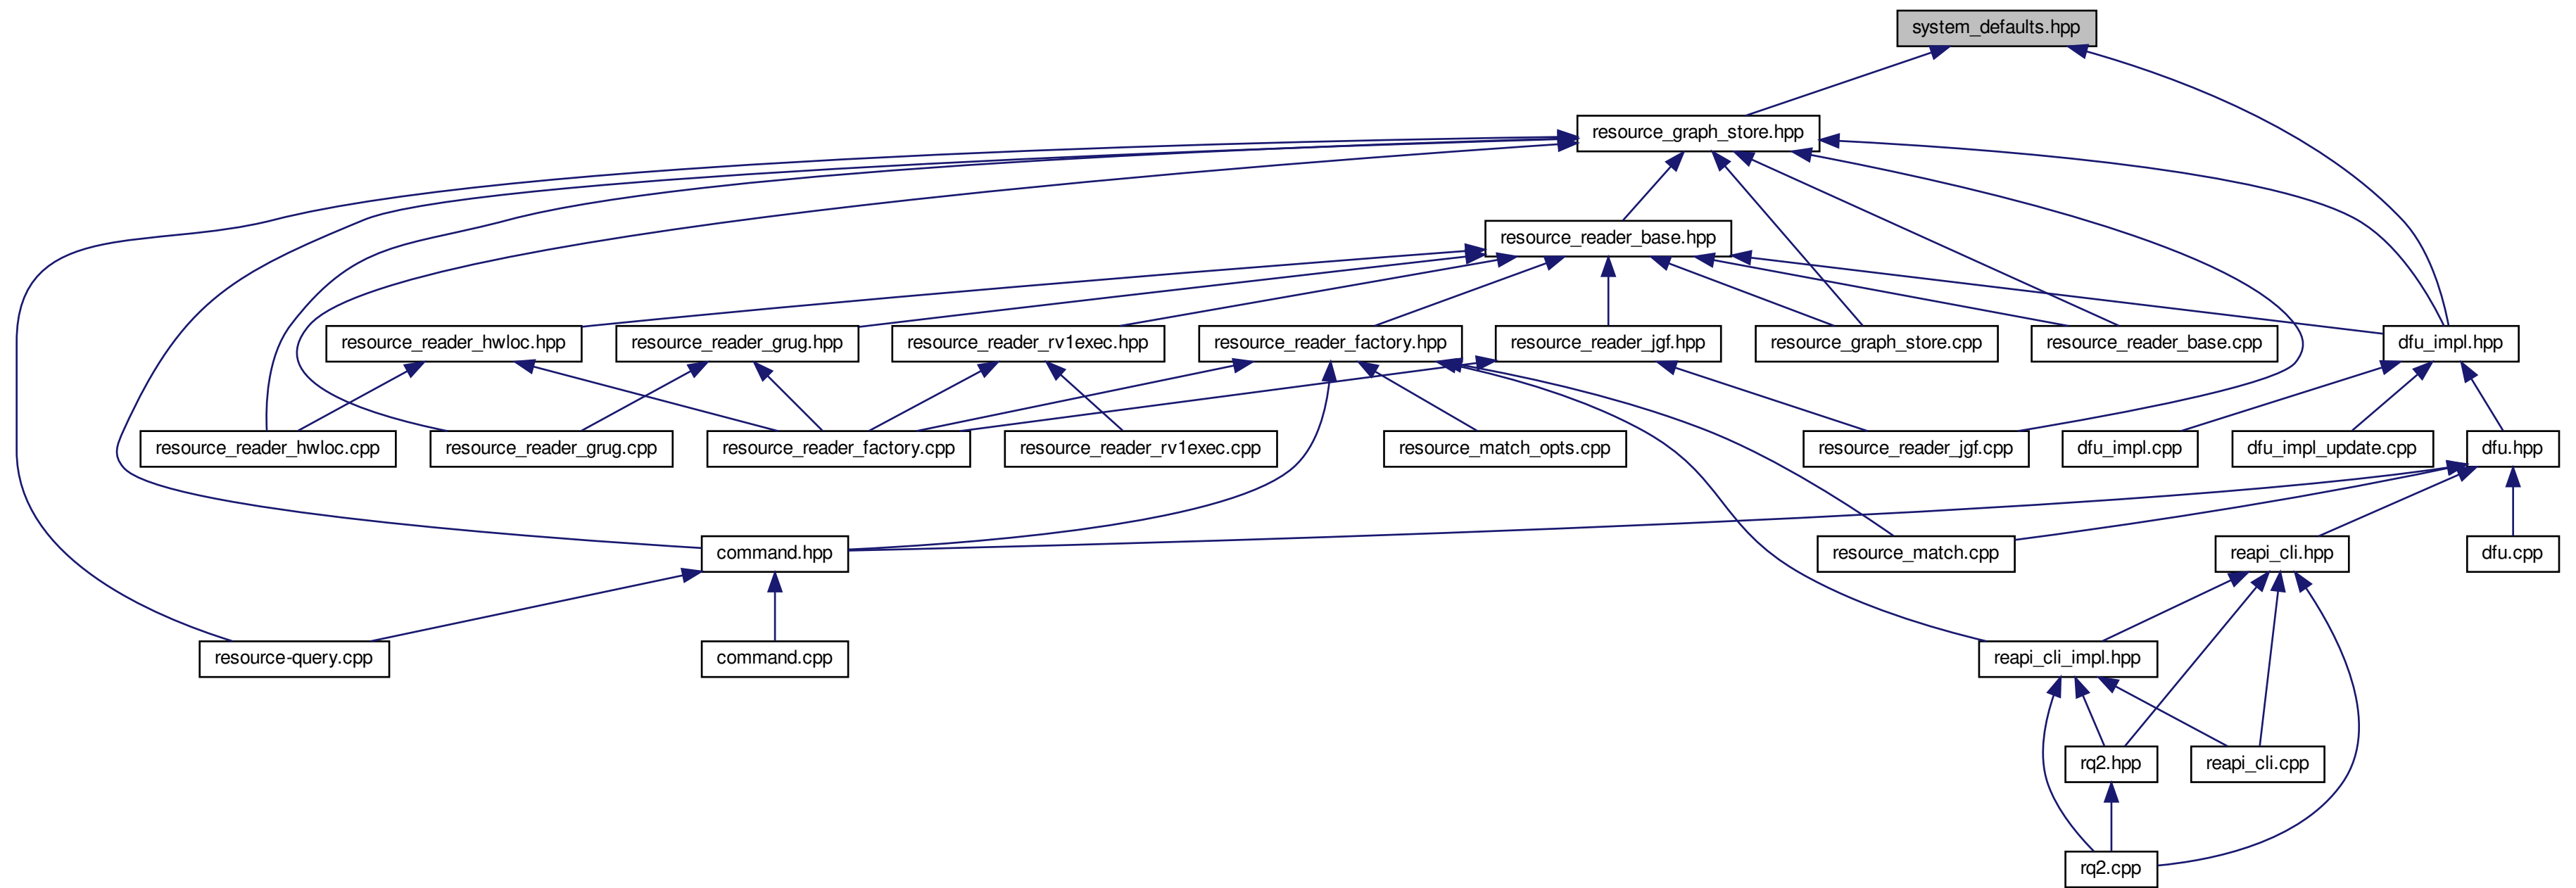 system_defaults.hpp
resource_graph_store.hpp
resource_reader_base.hpp
resource_reader_hwloc.hpp
resource_reader_grug.hpp
resource_reader_rv1exec.hpp
resource_reader_factory.hpp
resource_reader_jgf.hpp
resource_graph_store.cpp
resource_reader_base.cpp
dfu_impl.hpp
resource_reader_hwloc.cpp
resource_reader_grug.cpp
resource_reader_factory.cpp
resource_reader_rv1exec.cpp
resource_match_opts.cpp
resource_reader_jgf.cpp
dfu_impl.cpp
dfu_impl_update.cpp
dfu.hpp
command.hpp
resource_match.cpp
reapi_cli.hpp
dfu.cpp
resource-query.cpp
command.cpp
reapi_cli_impl.hpp
rq2.hpp
reapi_cli.cpp
rq2.cpp